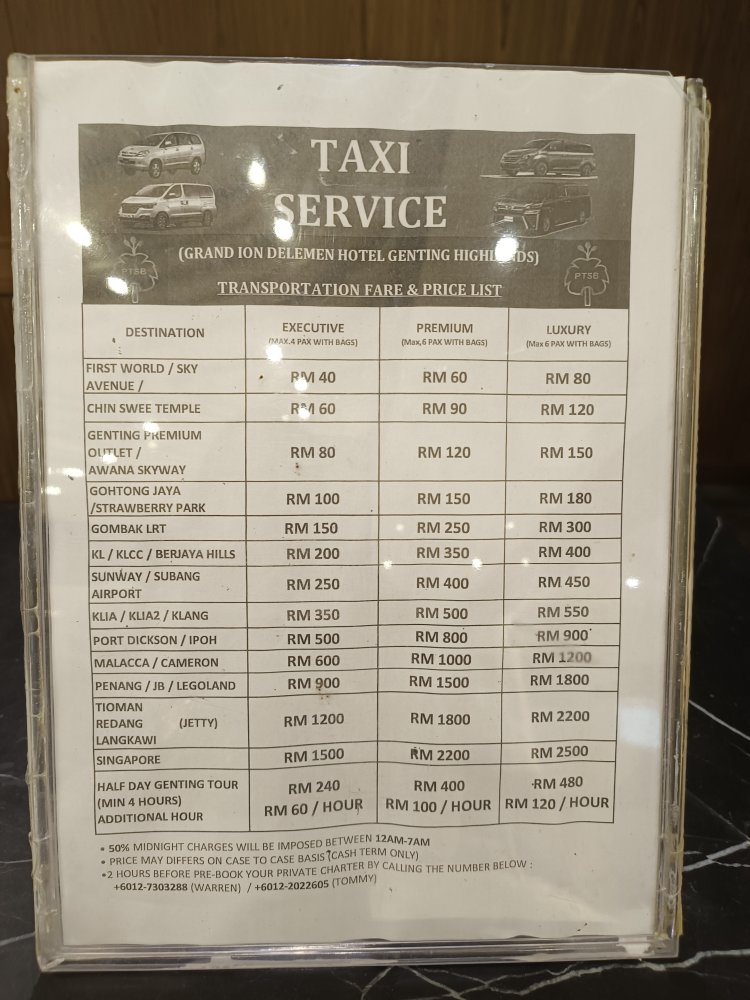 TAXI
SERVICE
PTSB
PTSB
(GRAND ION DELEMEN HOTEL GENTING HIGHLANDS)
TRANSPORTATION FARE & PRICE LIST
DESTINATION EXECUTIVE PREMIUM LUXURY
(MAX.4 PAX WITH BAGS) (Max,6 PAX WITH BAGS) (Max 6 PAX WITH BAGS)
FIRST WORLD / SKY
AVENUE / RM 40 RM 60 RM 80
CHIN SWEE TEMPLE RM 60 RM 90 RM 120
GENTING PREMIUM
OUTLET /
AWANA SKYWAY RM 80 RM 120 RM 150
GOHTONG JAYA
/STRAWBERRY PARK RM 100 RM 150 RM 180
GOMBAK LRT RM 150 RM 250 RM 300
KL / KLCC / BERJAYA HILLS RM 200 RM 350 RM 400
SUNWAY / SUBANG
AIRPORT RM 250 RM 400 RM 450
KLIA / KLIA2 / KLANG RM 350 RM 500 RM 550
PORT DICKSON / IPOH RM 500 RM 800 RM 900
MALACCA / CAMERON RM 600 RM 1000 RM 1200
PENANG / JB / LEGOLAND RM 900 RM 1500 RM 1800
TIOMAN
REDANG (JETTY) RM 1200 RM 1800 RM 2200
LANGKAWI
SINGAPORE RM 1500 RM 2200 RM 2500
HALF DAY GENTING TOUR RM 240 RM 400 RM 480
(MIN 4 HOURS)
ADDITIONAL HOUR RM 60 / HOUR RM 100 / HOUR RM 120 / HOUR
• 50% MIDNIGHT CHARGES WILL BE IMPOSED BETWEEN 12AM-7AM
• PRICE MAY DIFFERS ON CASE TO CASE BASIS (CASH TERM ONLY)
•2 HOURS BEFORE PRE-BOOK YOUR PRIVATE CHARTER BY CALLING THE NUMBER BELOW :
+6012-7303288 (WARREN) / +6012-2022605 (TOMMY)